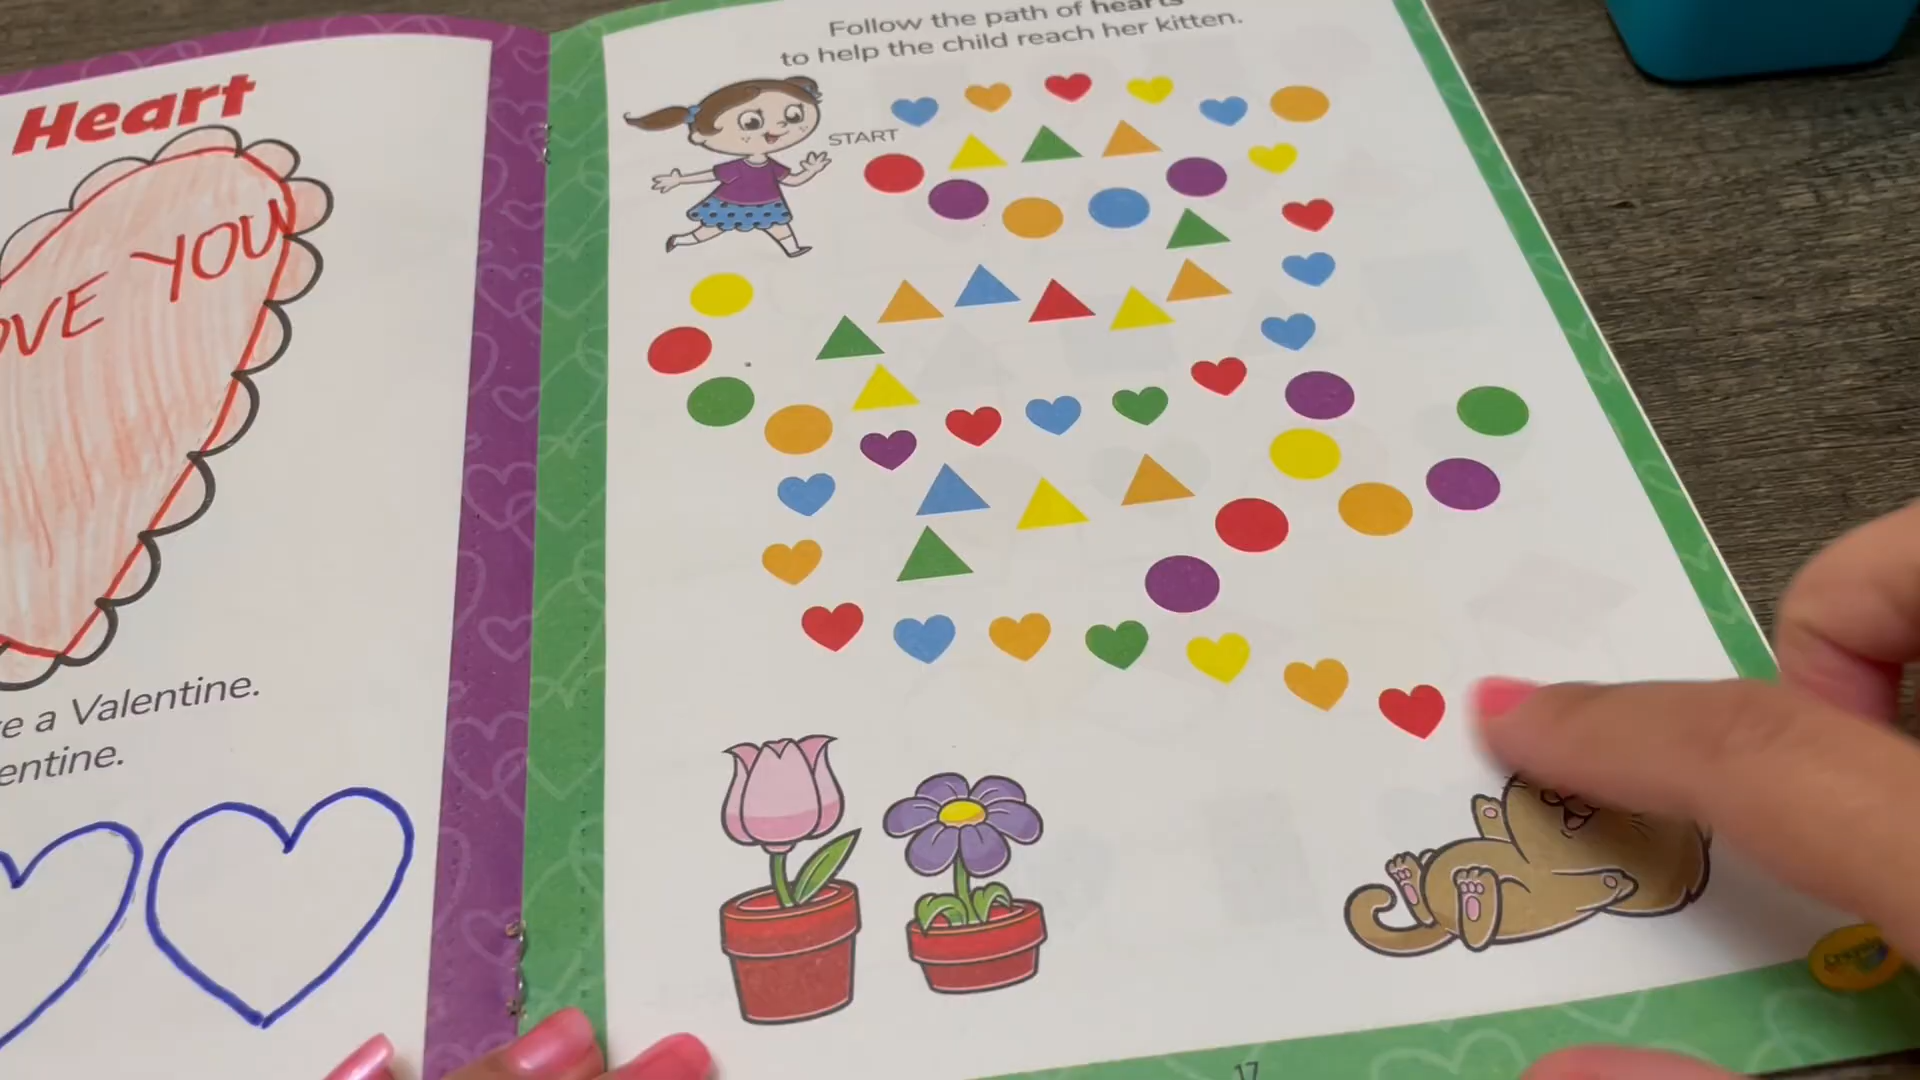 Heart
OVE YOU
e a Valentine.
entine.
Follow the path of hearts
to help the child reach her kitten.
START
Crayola
17